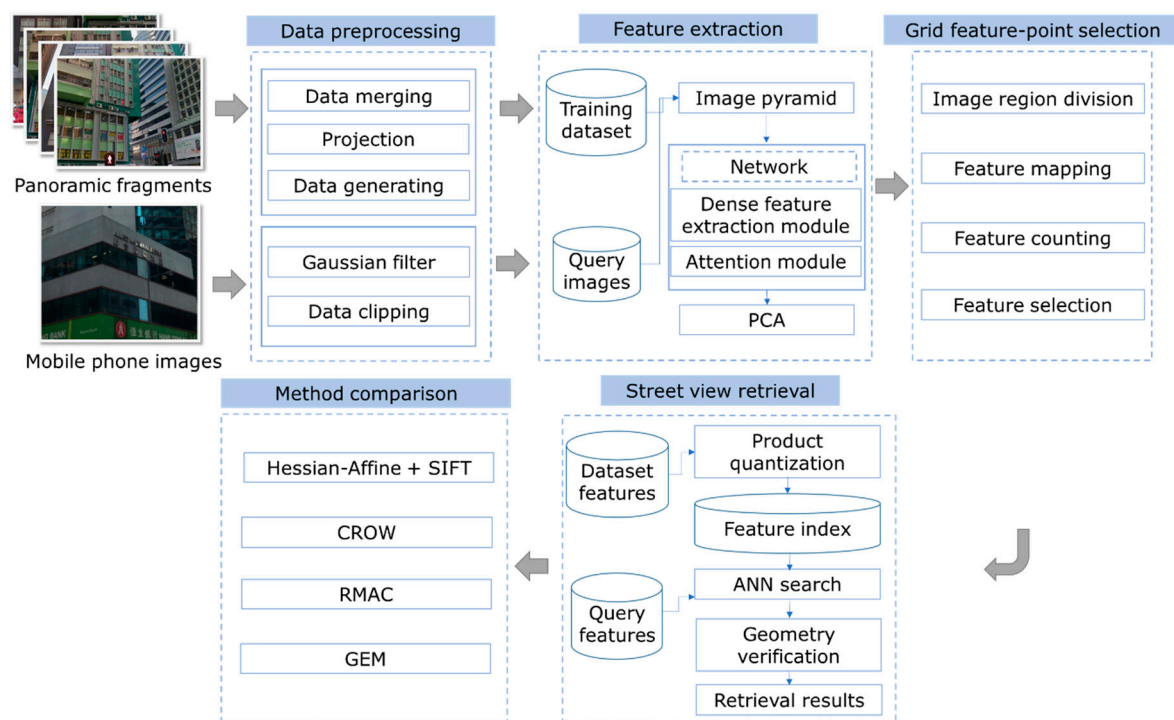 Data preprocessing
Feature extraction
Grid feature-point selection
Panoramic fragments
Mobile phone images
Data merging
Projection
Data generating
Gaussian filter
Data clipping
Training
dataset
Query
images
Image pyramid
Network
Dense feature
extraction module
Attention module
PCA
Image region division
Feature mapping
Feature counting
Feature selection
Method comparison
Street view retrieval
Hessian-Affine + SIFT
CROW
RMAC
GEM
Dataset
features
Query
features
Product
quantization
Feature index
ANN search
Geometry
verification
Retrieval results